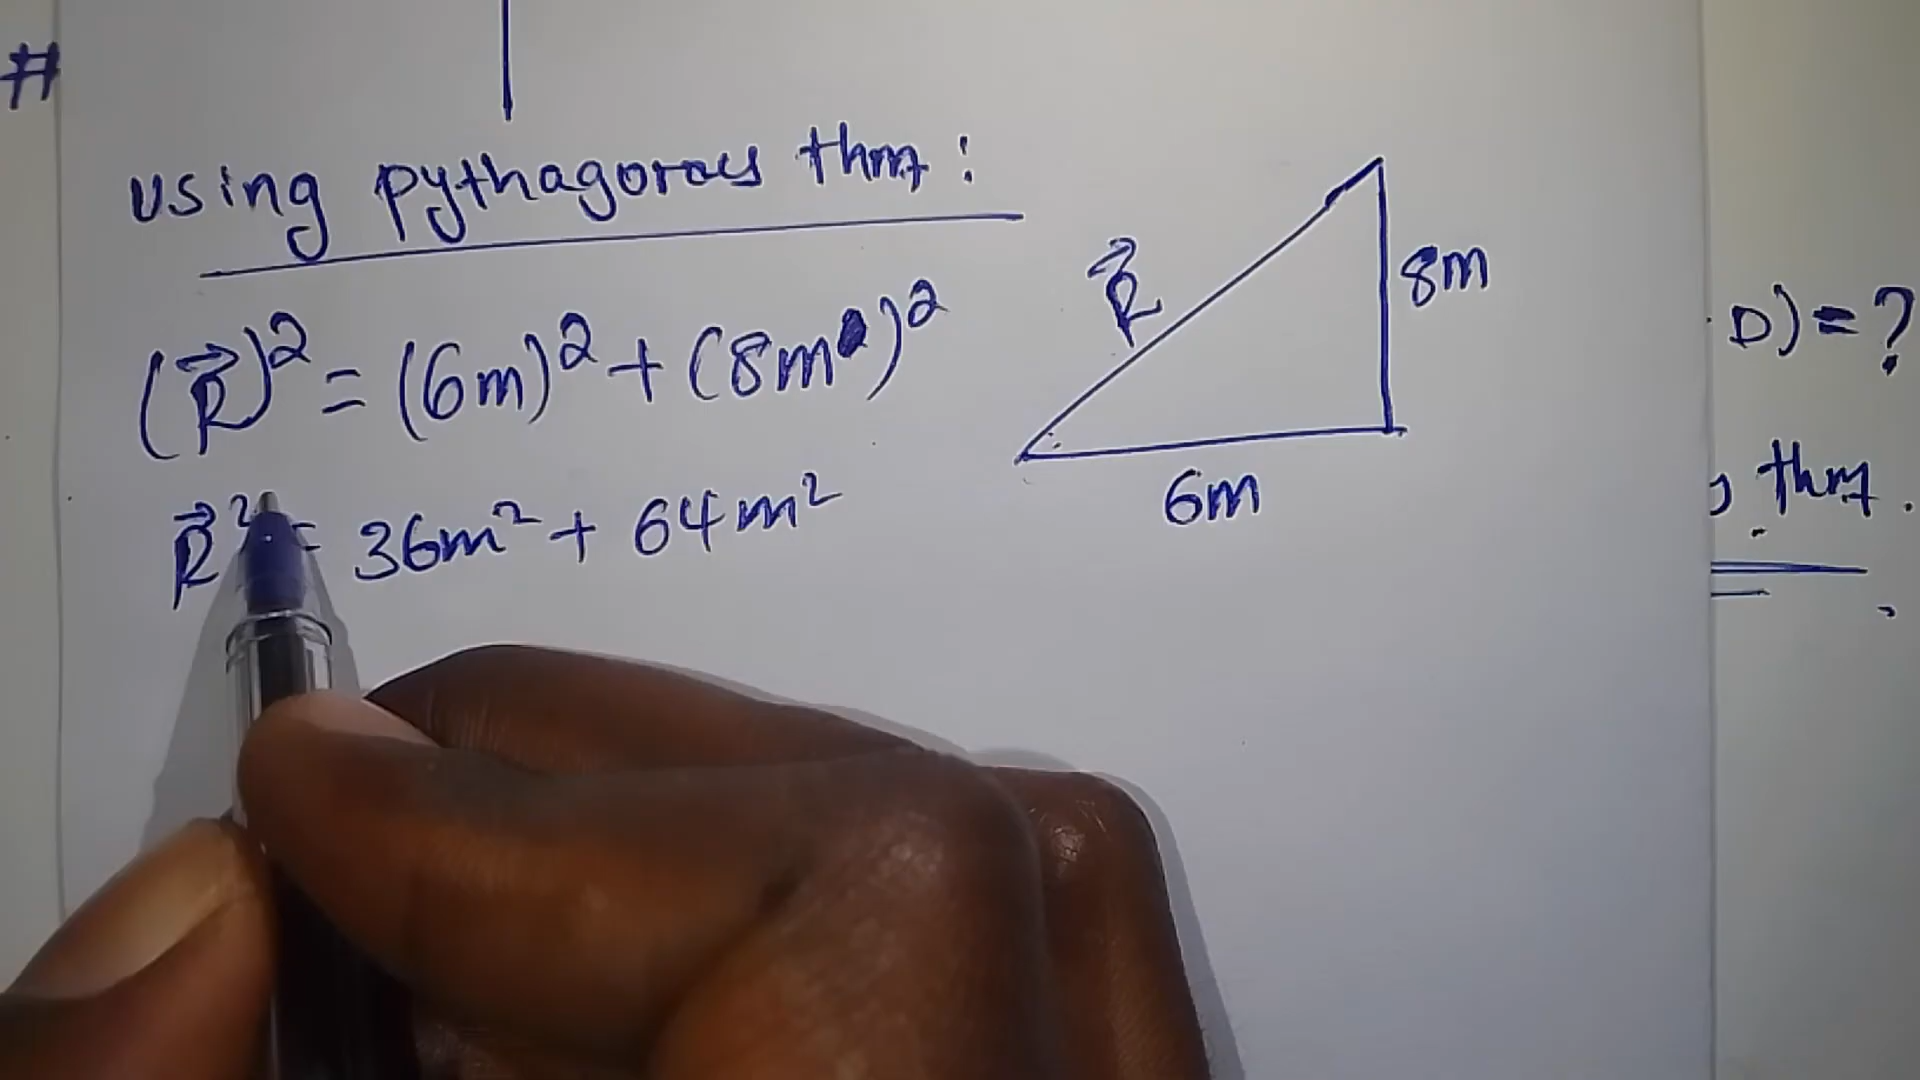 #
using pythagoras thm:
(R⃗)² = (6m)² + (8m)²
R⃗² = 36m² + 64m²
R⃗
8m
6m
D) = ?
thm.